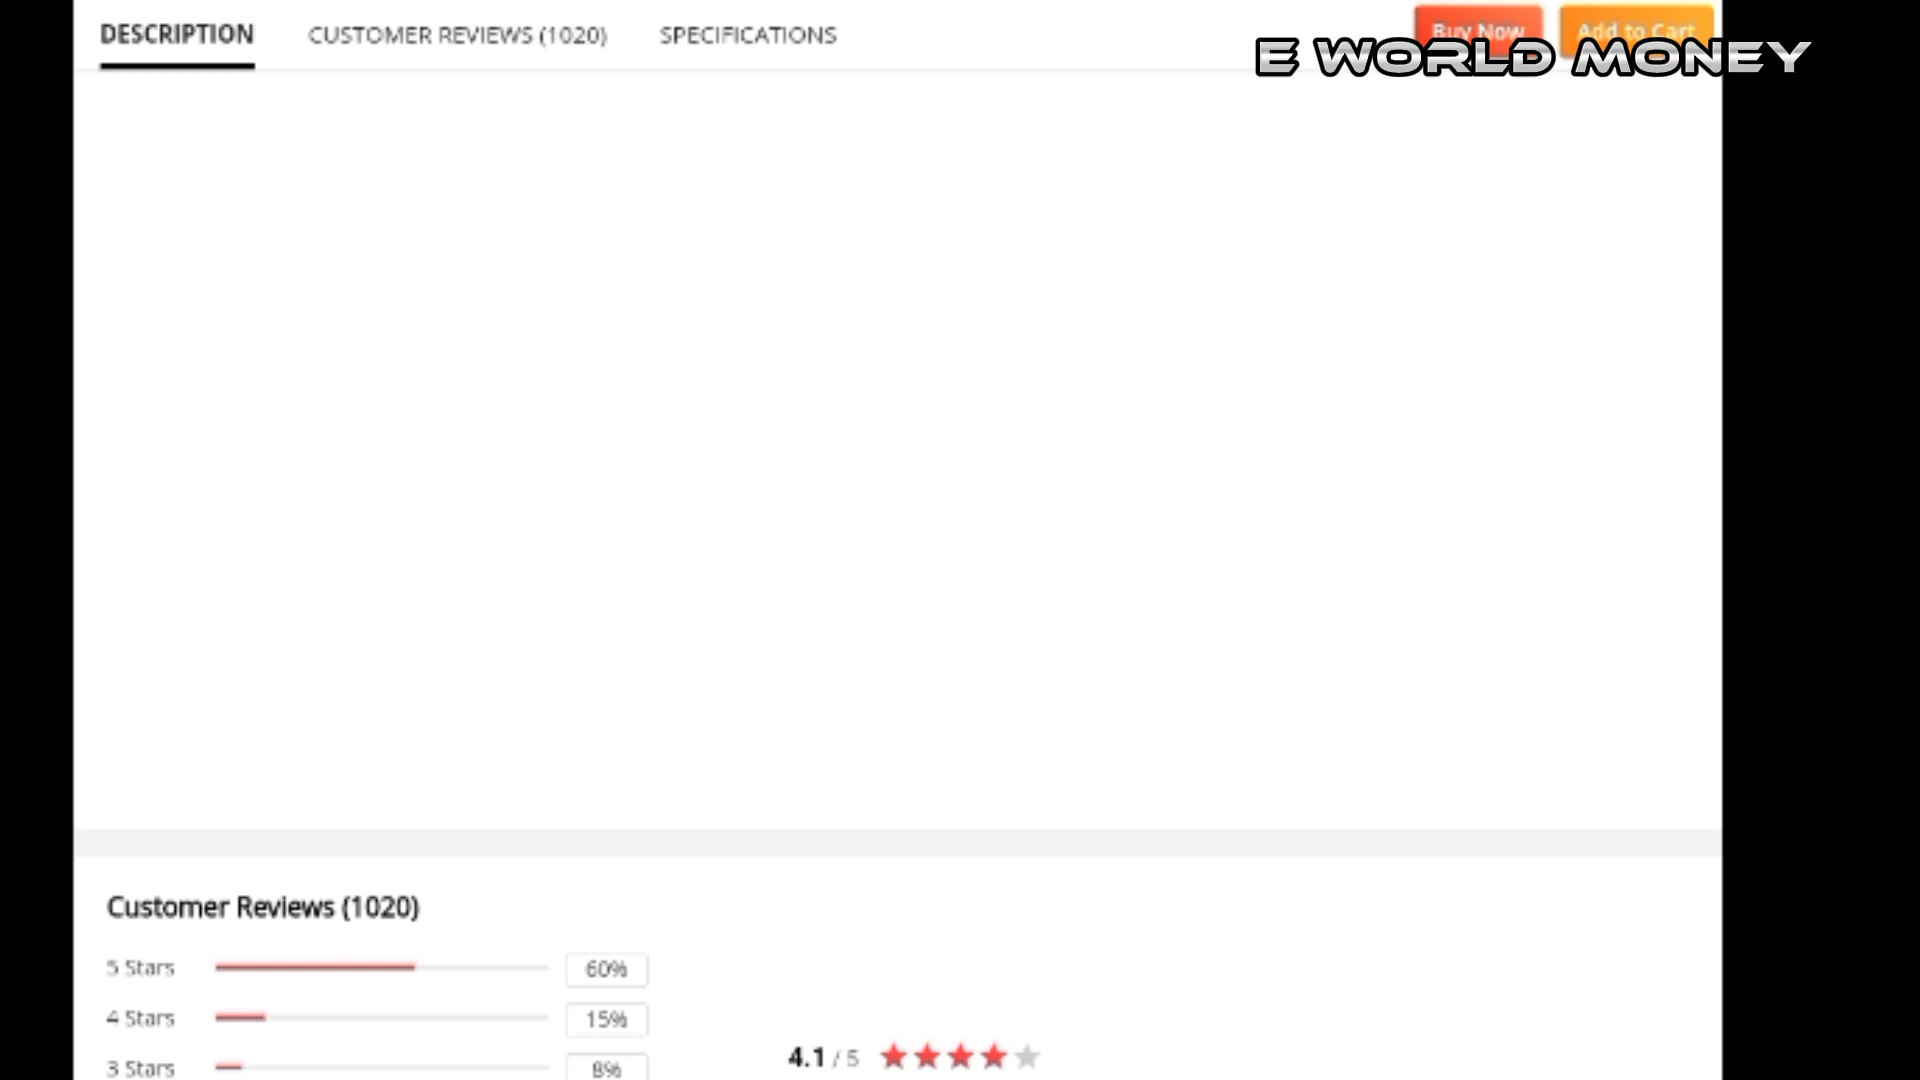 DESCRIPTION CUSTOMER REVIEWS (1020) SPECIFICATIONS Buy Now Add to Cart
E WORLD MONEY
Customer Reviews (1020)
5 Stars 60%
4 Stars 15%
4.1 / 5
3 Stars 8%